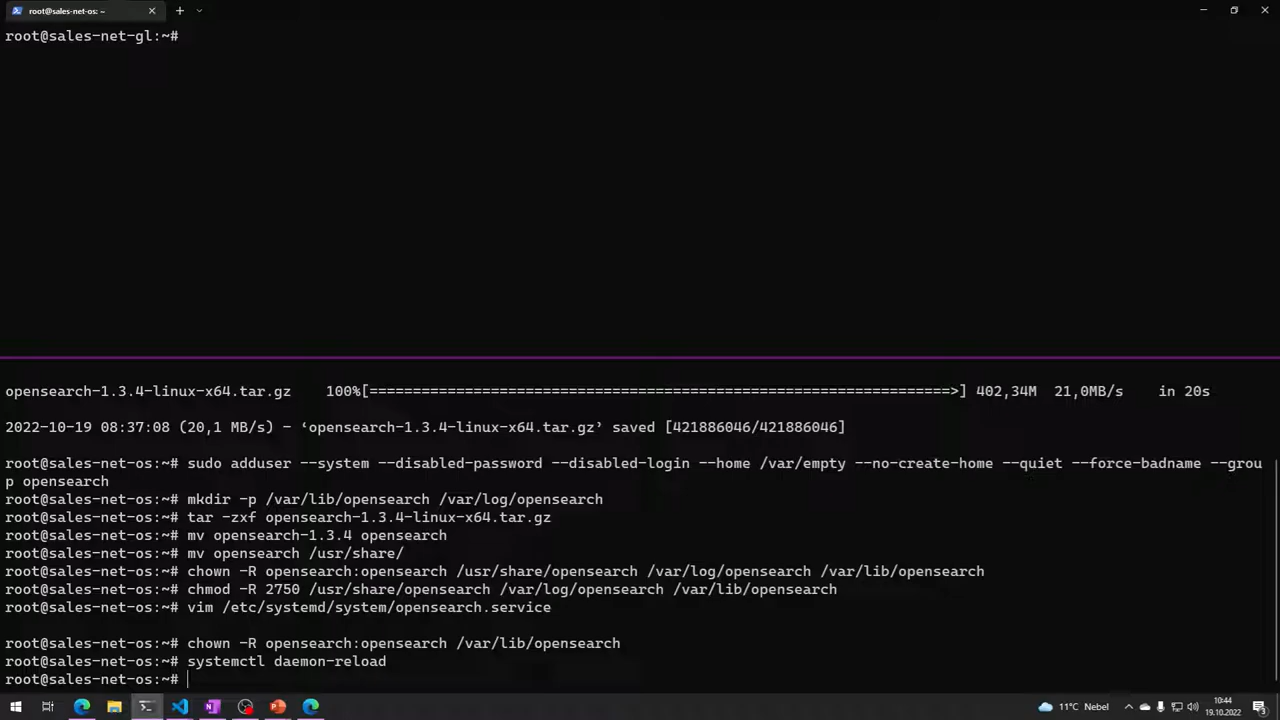 root@sales-net-os: ~
root@sales-net-gl:~#
opensearch-1.3.4-linux-x64.tar.gz    100%[===================================================================>] 402,34M  21,0MB/s    in 20s
2022-10-19 08:37:08 (20,1 MB/s) - ‘opensearch-1.3.4-linux-x64.tar.gz’ saved [421886046/421886046]
root@sales-net-os:~# sudo adduser --system --disabled-password --disabled-login --home /var/empty --no-create-home --quiet --force-badname --grou
p opensearch
root@sales-net-os:~# mkdir -p /var/lib/opensearch /var/log/opensearch
root@sales-net-os:~# tar -zxf opensearch-1.3.4-linux-x64.tar.gz
root@sales-net-os:~# mv opensearch-1.3.4 opensearch
root@sales-net-os:~# mv opensearch /usr/share/
root@sales-net-os:~# chown -R opensearch:opensearch /usr/share/opensearch /var/log/opensearch /var/lib/opensearch
root@sales-net-os:~# chmod -R 2750 /usr/share/opensearch /var/log/opensearch /var/lib/opensearch
root@sales-net-os:~# vim /etc/systemd/system/opensearch.service
root@sales-net-os:~# chown -R opensearch:opensearch /var/lib/opensearch
root@sales-net-os:~# systemctl daemon-reload
root@sales-net-os:~#
11°C Nebel
10:44
19.10.2022
3